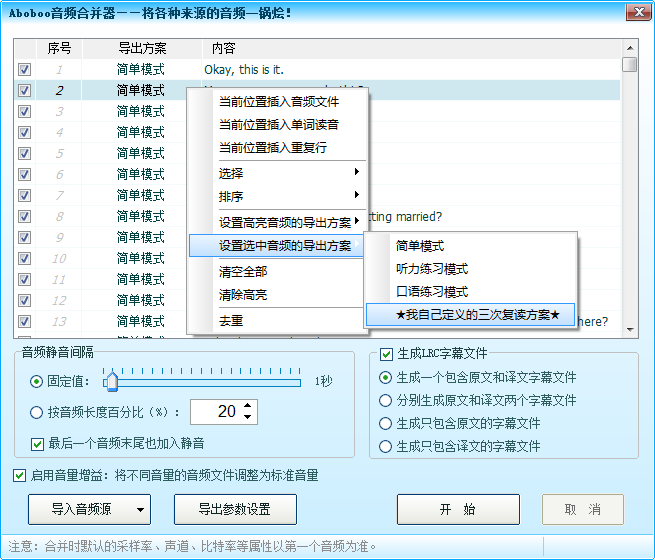 Aboboo音频合并器——将各种来源的音频一锅烩!
序号 导出方案 内容
1 简单模式 Okay, this is it.
2 简单模式
3 简单模式
4 简单模式
5 简单模式
6 简单模式
7 简单模式
8 简单模式 married?
9 简单模式
10 简单模式
11 简单模式
12 简单模式
13 简单模式 here?
当前位置插入音频文件
当前位置插入单词读音
当前位置插入重复行
选择
排序
设置高亮音频的导出方案
设置选中音频的导出方案
清空全部
清除高亮
去重
简单模式
听力练习模式
口语练习模式
★我自己定义的三次复读方案★
音频静音间隔
固定值: 1秒
按音频长度百分比(%): 20
最后一个音频末尾也加入静音
生成LRC字幕文件
生成一个包含原文和译文字幕文件
分别生成原文和译文两个字幕文件
生成只包含原文的字幕文件
生成只包含译文的字幕文件
启用音量增益: 将不同音量的音频文件调整为标准音量
导入音频源 导出参数设置 开 始 取 消
注意: 合并时默认的采样率、声道、比特率等属性以第一个音频为准。